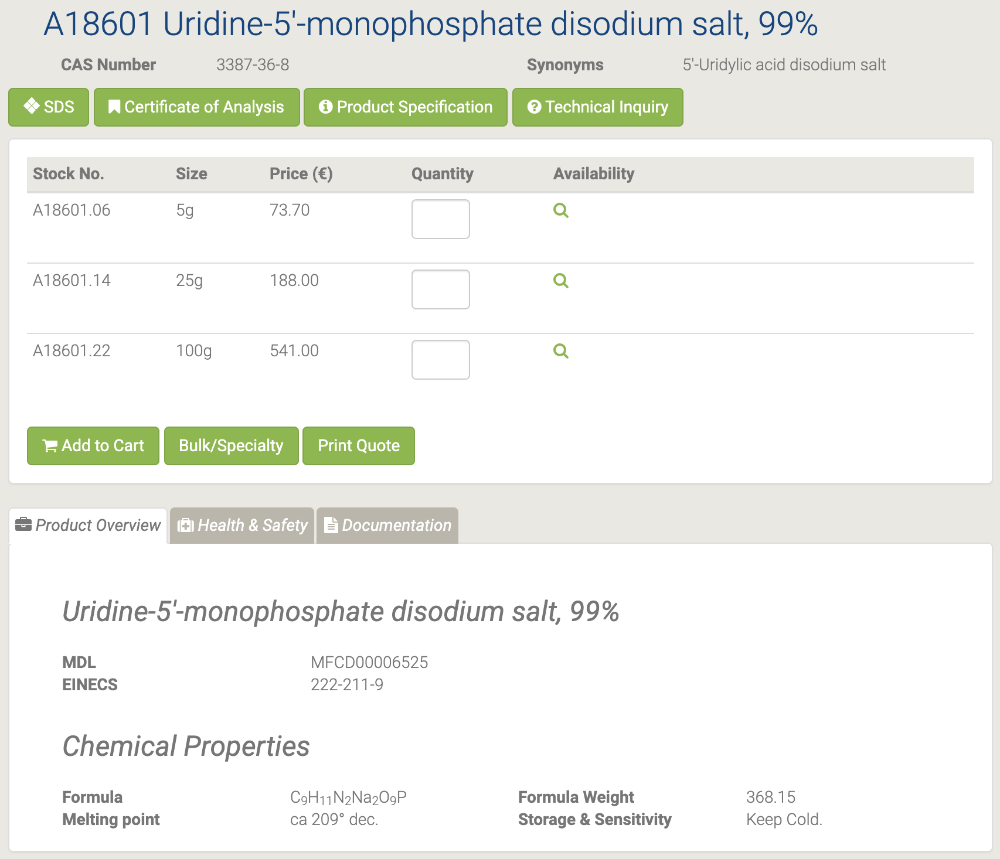 A18601 Uridine-5'-monophosphate disodium salt, 99%
CAS Number 3387-36-8 Synonyms 5'-Uridylic acid disodium salt
SDS Certificate of Analysis Product Specification Technical Inquiry
Stock No. Size Price (€) Quantity Availability
A18601.06 5g 73.70
A18601.14 25g 188.00
A18601.22 100g 541.00
Add to Cart Bulk/Specialty Print Quote
Product Overview Health & Safety Documentation
Uridine-5'-monophosphate disodium salt, 99%
MDL MFCD00006525
EINECS 222-211-9
Chemical Properties
Formula C₉H₁₁N₂Na₂O₉P Formula Weight 368.15
Melting point ca 209° dec. Storage & Sensitivity Keep Cold.